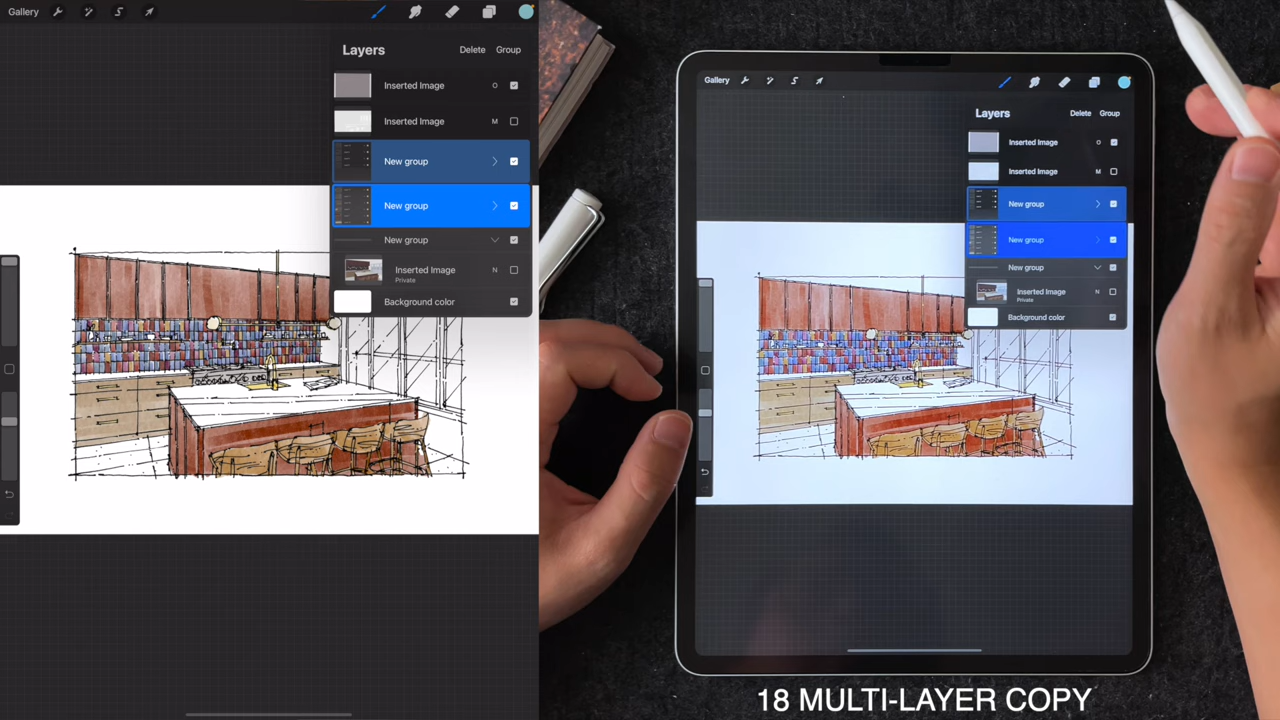 Gallery
Layers Delete Group
Inserted Image O
Inserted Image M
New group
New group
New group
Inserted Image N
Private
Background color
Gallery
Layers Delete Group
Inserted Image O
Inserted Image M
New group
New group
New group
Inserted Image N
Private
Background color
18 MULTI-LAYER COPY